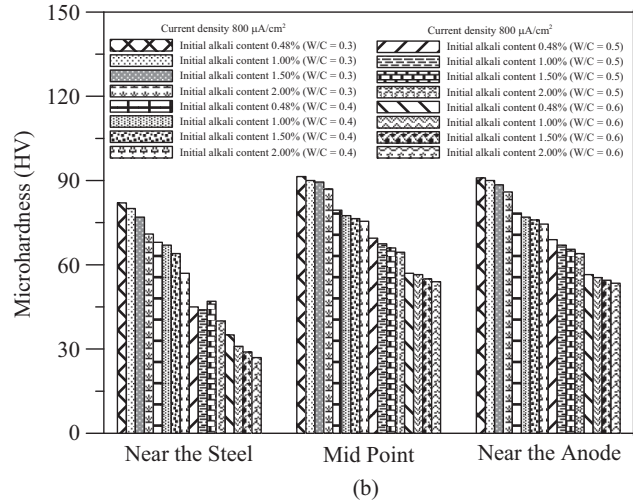 150
Current density 800 μA/cm²
Initial alkali content 0.48% (W/C = 0.3)
Initial alkali content 1.00% (W/C = 0.3)
Initial alkali content 1.50% (W/C = 0.3)
Initial alkali content 2.00% (W/C = 0.3)
Initial alkali content 0.48% (W/C = 0.4)
Initial alkali content 1.00% (W/C = 0.4)
Initial alkali content 1.50% (W/C = 0.4)
Initial alkali content 2.00% (W/C = 0.4)
Current density 800 μA/cm²
Initial alkali content 0.48% (W/C = 0.5)
Initial alkali content 1.00% (W/C = 0.5)
Initial alkali content 1.50% (W/C = 0.5)
Initial alkali content 2.00% (W/C = 0.5)
Initial alkali content 0.48% (W/C = 0.6)
Initial alkali content 1.00% (W/C = 0.6)
Initial alkali content 1.50% (W/C = 0.6)
Initial alkali content 2.00% (W/C = 0.6)
120
90
60
30
0
Microhardness (HV)
Near the Steel
Mid Point
Near the Anode
(b)